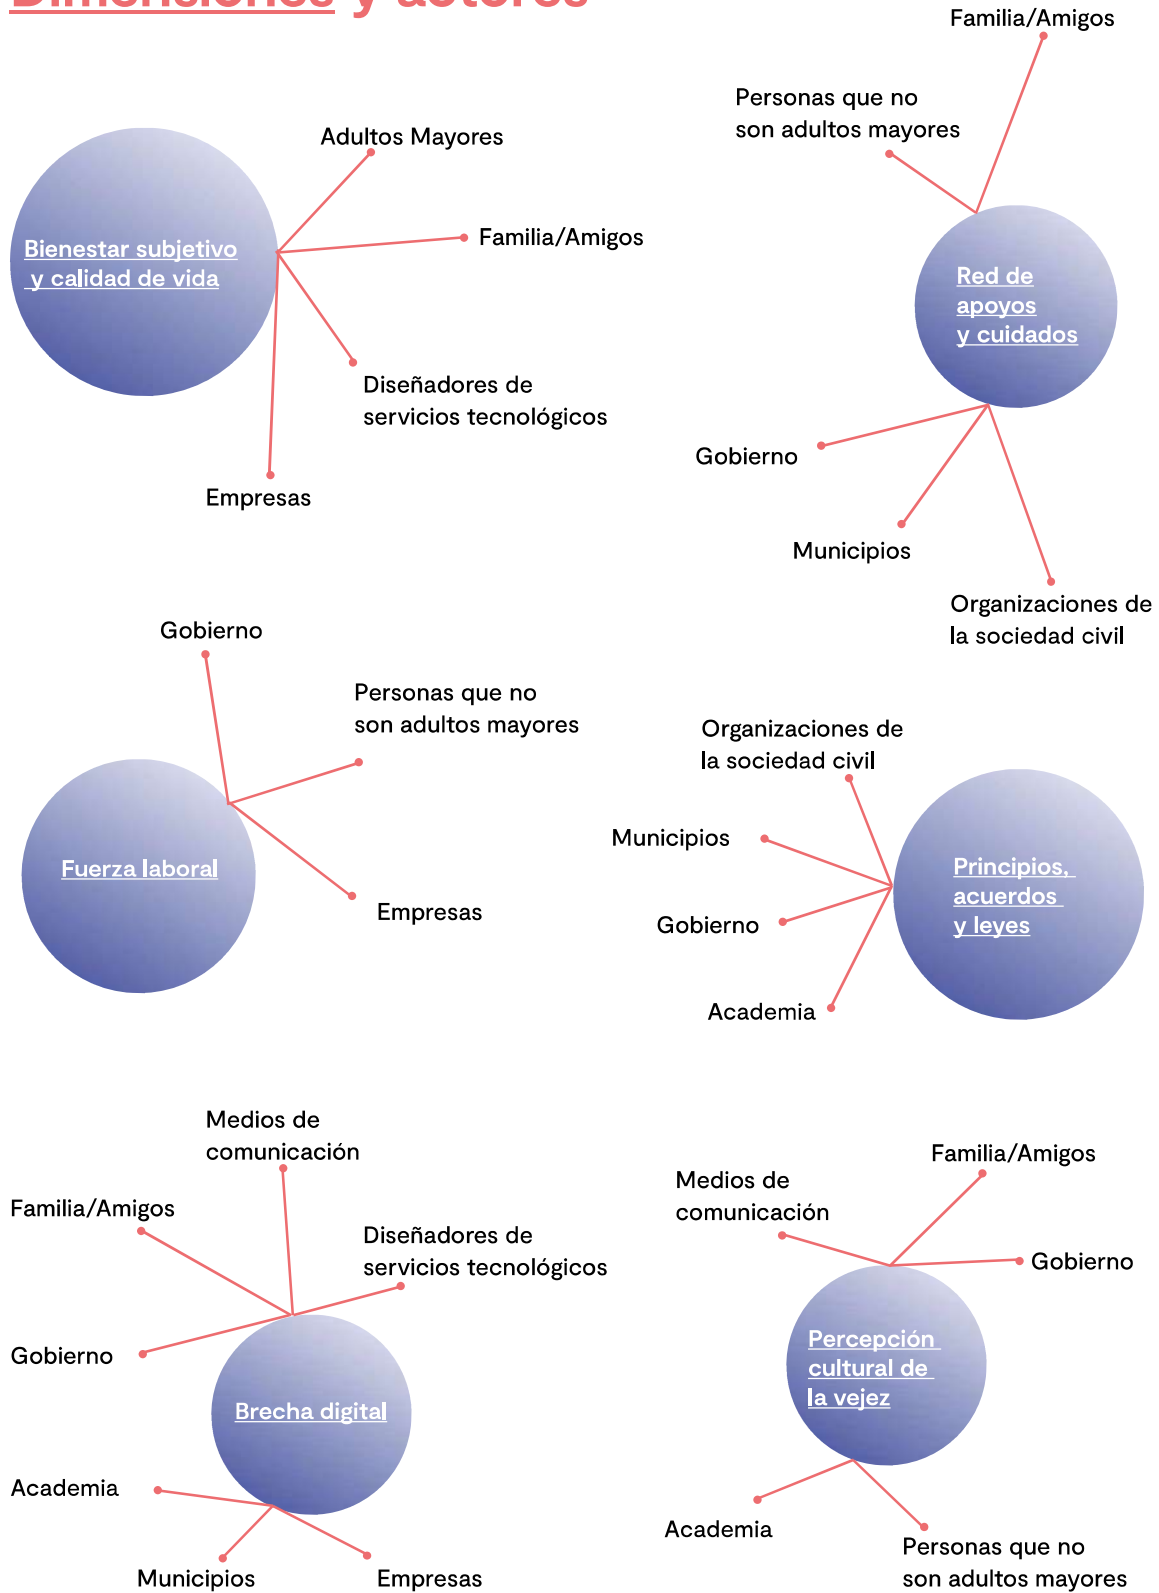 Dimensiones y actores
Adultos Mayores
Familia/Amigos
Bienestar subjetivo
y calidad de vida
Diseñadores de
servicios tecnológicos
Empresas
Familia/Amigos
Personas que no
son adultos mayores
Red de
apoyos
y cuidados
Gobierno
Municipios
Organizaciones de
la sociedad civil
Gobierno
Personas que no
son adultos mayores
Fuerza laboral
Empresas
Organizaciones de
la sociedad civil
Municipios
Principios,
acuerdos
y leyes
Gobierno
Academia
Medios de
comunicación
Familia/Amigos
Diseñadores de
servicios tecnológicos
Gobierno
Brecha digital
Academia
Municipios
Empresas
Familia/Amigos
Medios de
comunicación
Gobierno
Percepción
cultural de
la vejez
Academia
Personas que no
son adultos mayores